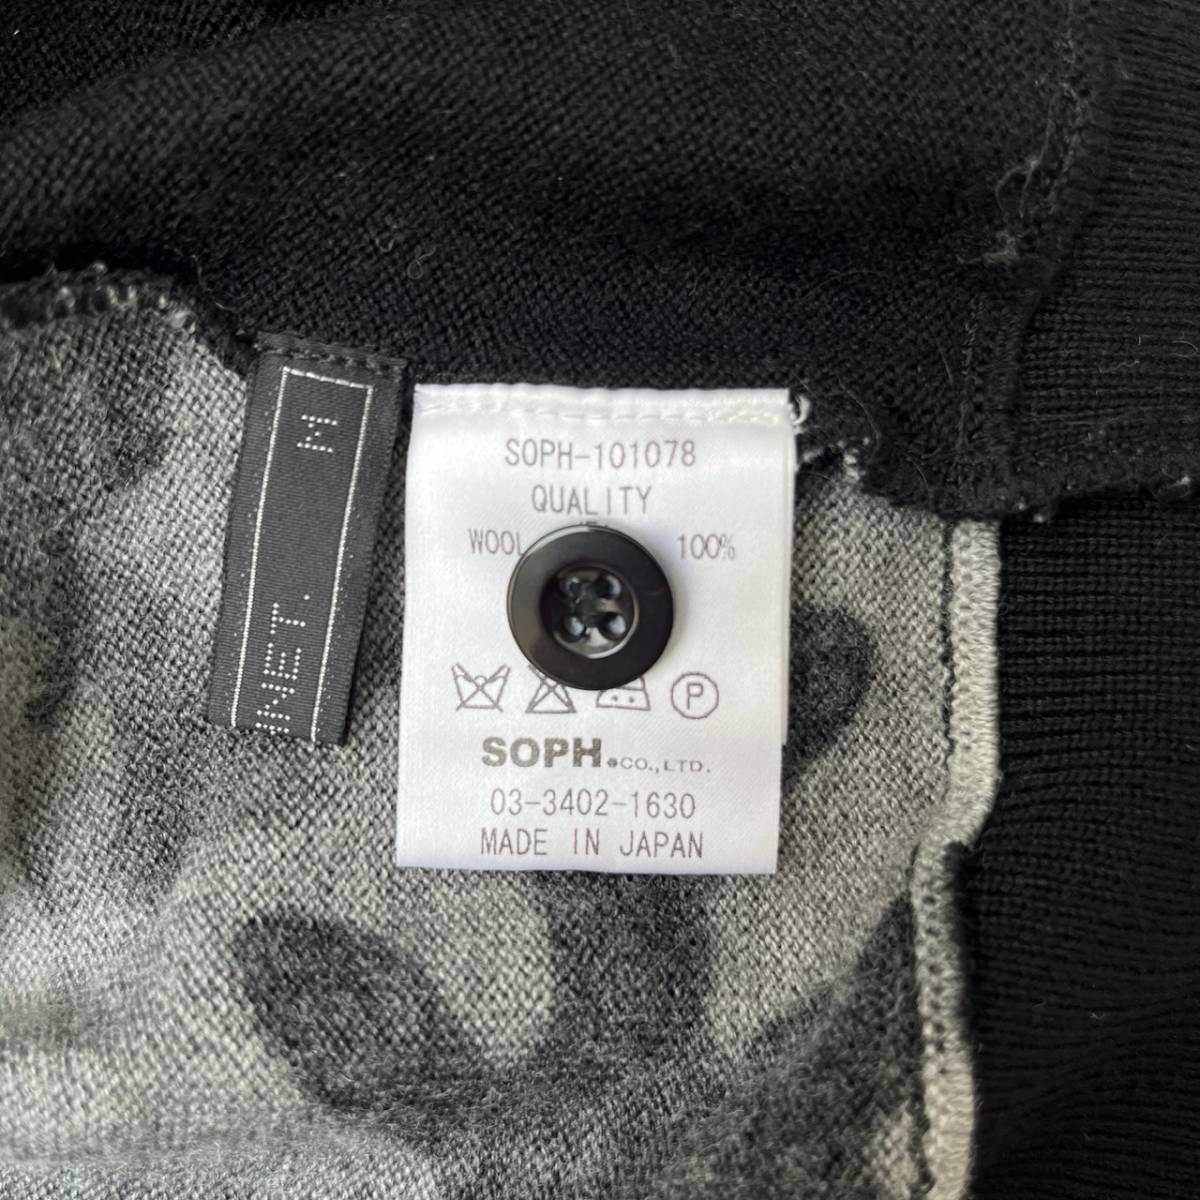 SOPH-101078
QUALITY
WOOL 100%
P
SOPH.CO.,LTD.
03-3402-1630
MADE IN JAPAN
M
NET.